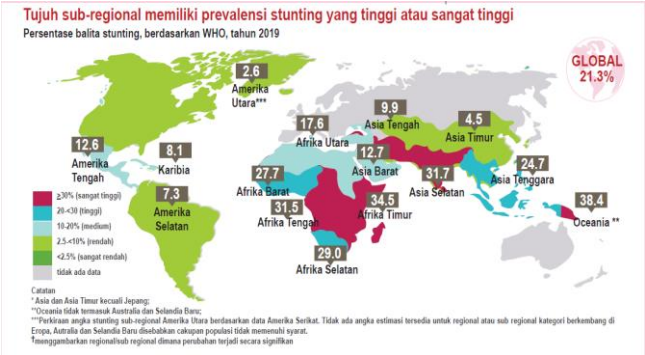 Tujuh sub-regional memiliki prevalensi stunting yang tinggi atau sangat tinggi
Persentase balita stunting, berdasarkan WHO, tahun 2019
GLOBAL
21.3%
2.6
Amerika
Utara***
12.6
Amerika
Tengah
8.1
Karibia
7.3
Amerika
Selatan
17.6
Afrika Utara
9.9
Asia Tengah
4.5
Asia Timur
12.7
Asia Barat
27.7
Afrika Barat
31.7
Asia Selatan
24.7
Asia Tenggara
31.5
Afrika Tengah
34.5
Afrika Timur
38.4
Oceania **
29.0
Afrika Selatan
≥30% (sangat tinggi)
20-<30 (tinggi)
10-20% (medium)
2.5-<10% (rendah)
<2.5% (sangat rendah)
tidak ada data
Catatan
* Asia dan Asia Timur kecuali Jepang;
**Oceania tidak termasuk Australia dan Selandia Baru;
***Perkiraan angka stunting sub-regional Amerika Utara berdasarkan data Amerika Serikat. Tidak ada angka estimasi tersedia untuk regional atau sub regional kategori berkembang di
Eropa, Autralia dan Selandia Baru disebabkan cakupan populasi tidak memenuhi syarat.
†menggambarkan regional/sub regional dimana perubahan terjadi secara signifikan